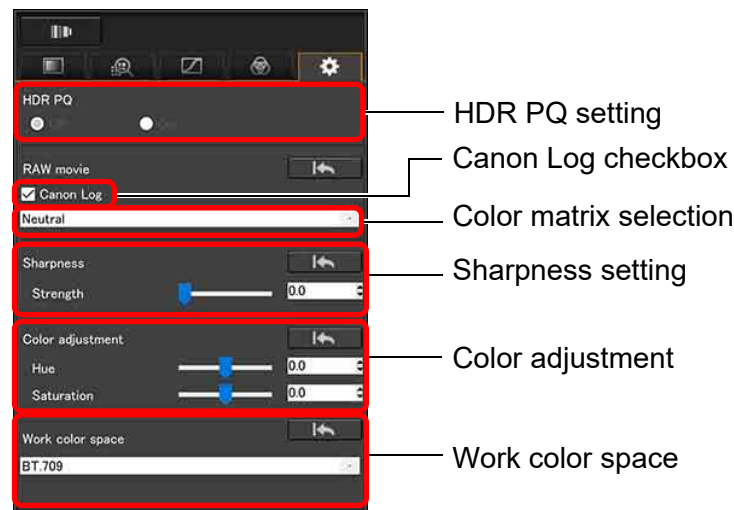 HDR PQ
HDR PQ setting
Canon Log checkbox
RAW movie
Canon Log
Neutral
Color matrix selection
Sharpness
Sharpness setting
Strength
0.0
Color adjustment
Color adjustment
Hue
0.0
Saturation
0.0
Work color space
Work color space
BT.709